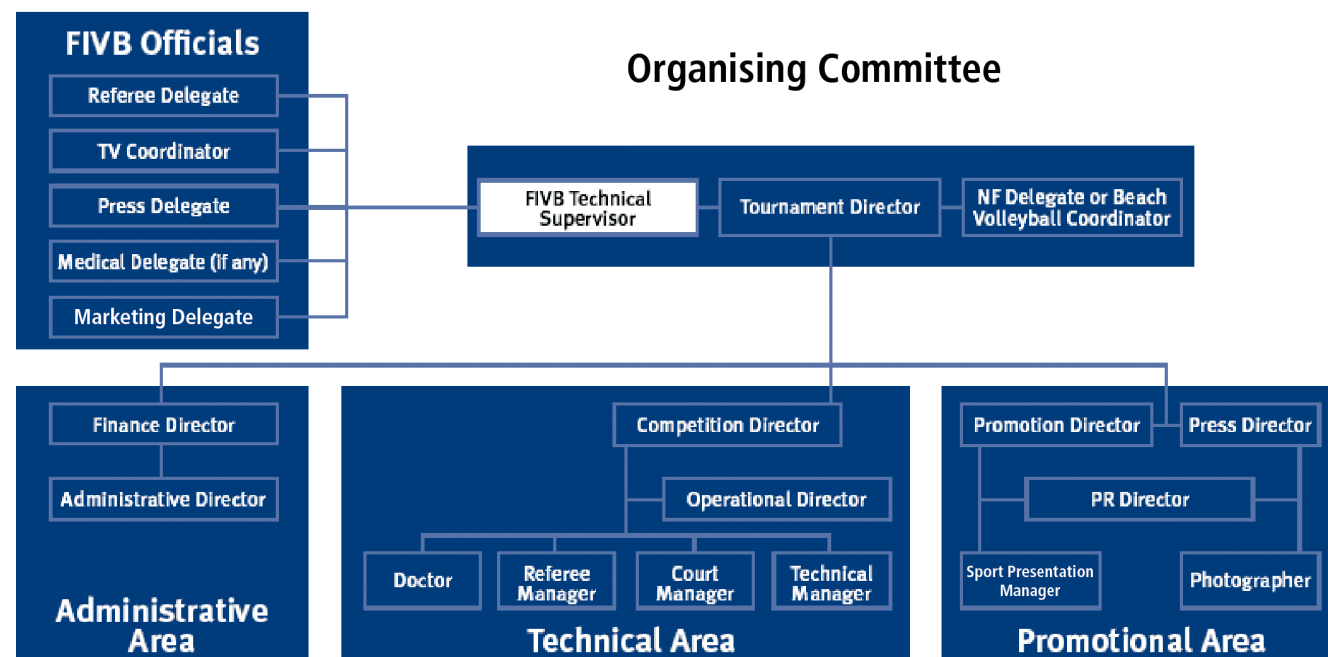 FIVB Officials
Referee Delegate
TV Coordinator
Press Delegate
Medical Delegate (if any)
Marketing Delegate
Organising Committee
FIVB Technical
Supervisor
Tournament Director
NF Delegate or Beach
Volleyball Coordinator
Finance Director
Administrative Director
Administrative
Area
Competition Director
Operational Director
Doctor
Referee
Manager
Court
Manager
Technical
Manager
Technical Area
Promotion Director
Press Director
PR Director
Sport Presentation
Manager
Photographer
Promotional Area